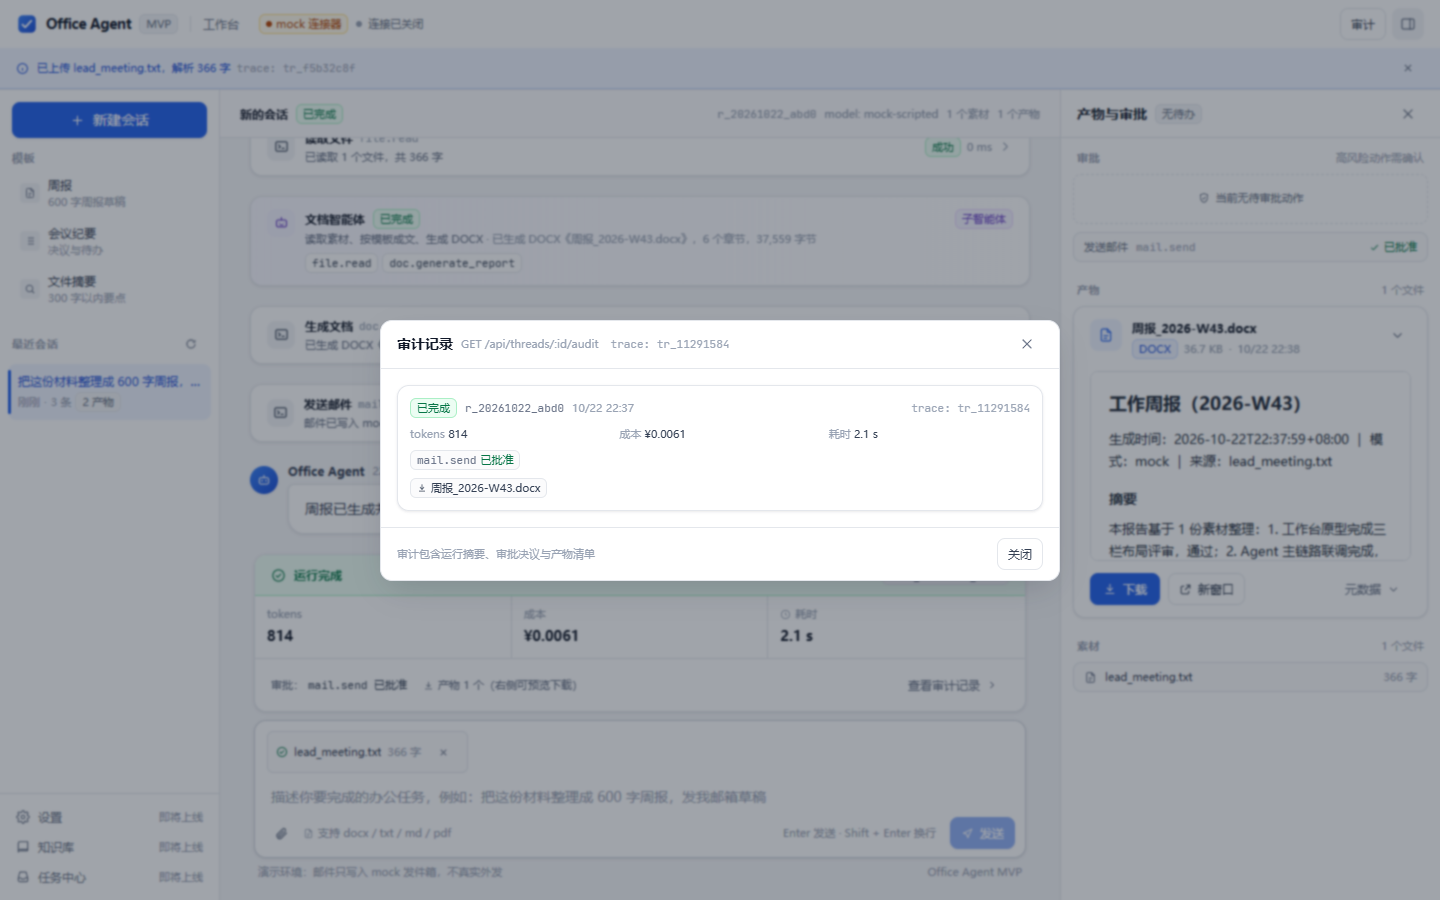 Office Agent MVP 工作台 mock 连接器 连接已关闭 审计
已上传 lead_meeting.txt，解析 366 字 trace: tr_f5b32c8f
新建会话
模板
周报
600 字周报草稿
会议纪要
决议与待办
文件摘要
300 字以内要点
最近会话
把这份材料整理成 600 字周报，...
刚刚 · 3 条 2 产物
设置 即将上线
知识库 即将上线
任务中心 即将上线
新的会话 已完成 r_20261022_abd0 model: mock-scripted 1 个素材 1 个产物
读取文件 file.read
已读取 1 个文件，共 366 字 成功 0 ms
文档智能体 已完成 子智能体
读取素材、按模板成文、生成 DOCX · 已生成 DOCX《周报_2026-W43.docx》，6 个章节，37,559 字节
file.read doc.generate_report
生成文档 doc
已生成 DOCX
发送邮件 mai
邮件已写入 mo
Office Agent
周报已生成
运行完成
tokens 成本 耗时
814 ¥0.0061 2.1 s
审批： mail.send 已批准 产物 1 个（右侧可预览下载） 查看审计记录
lead_meeting.txt 366 字
描述你要完成的办公任务，例如：把这份材料整理成 600 字周报，发我邮箱草稿
支持 docx / txt / md / pdf Enter 发送 · Shift + Enter 换行 发送
演示环境：邮件只写入 mock 发件箱，不真实外发 Office Agent MVP
审计记录 GET /api/threads/:id/audit trace: tr_11291584
已完成 r_20261022_abd0 10/22 22:37 trace: tr_11291584
tokens 814 成本 ¥0.0061 耗时 2.1 s
mail.send 已批准
周报_2026-W43.docx
审计包含运行摘要、审批决议与产物清单 关闭
产物与审批 无待办
审批 高风险动作需确认
当前无待审批动作
发送邮件 mail.send 已批准
产物 1 个文件
周报_2026-W43.docx
DOCX 36.7 KB · 10/22 22:38
工作周报（2026-W43）
生成时间：2026-10-22T22:37:59+08:00 | 模
式：mock | 来源：lead_meeting.txt
摘要
本报告基于 1 份素材整理：1. 工作台原型完成三
栏布局评审，通过；2. Agent 主链路联调完成，
下载 新窗口 元数据
素材 1 个文件
lead_meeting.txt 366 字